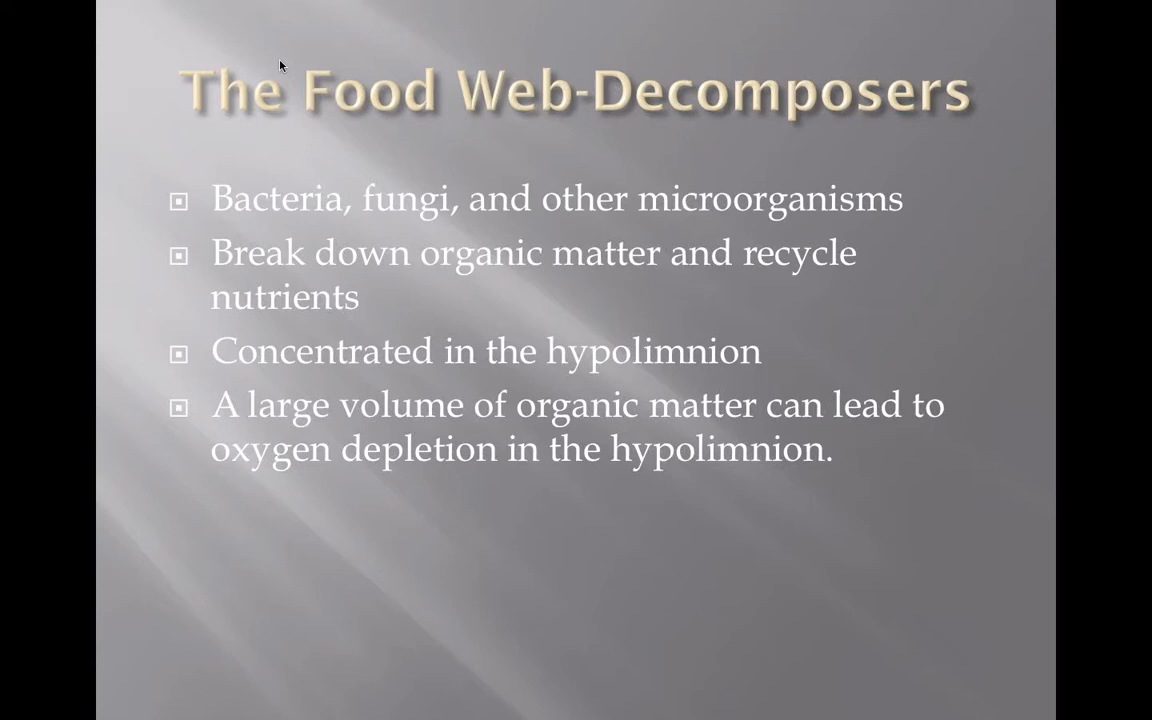 The Food Web-Decomposers
Bacteria, fungi, and other microorganisms
Break down organic matter and recycle
nutrients
Concentrated in the hypolimnion
A large volume of organic matter can lead to
oxygen depletion in the hypolimnion.